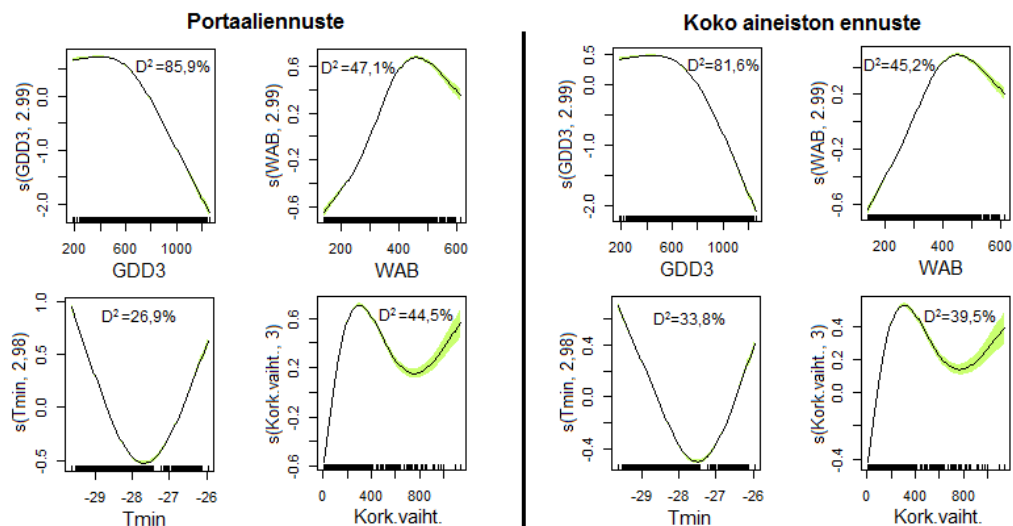 Portaaliennuste
D²=85,9%
s(GDD3, 2.99)
0.0
-1.0
-2.0
200 600 1000
GDD3
D²=47,1%
s(WAB, 2.99)
0.6
0.2
-0.2
-0.6
200 400 600
WAB
D²=26,9%
s(Tmin, 2,98)
1.0
0.5
0.0
-0.5
-29 -28 -27 -26
Tmin
D²=44,5%
s(Kork.vaiht., 3)
0.6
0.2
-0.2
-0.6
0 400 800
Kork.vaiht.
Koko aineiston ennuste
D²=81,6%
s(GDD3, 2.99)
0.5
-0.5
-1.0
-2.0
200 600 1000
GDD3
D²=45,2%
s(WAB, 2.99)
0.2
-0.2
-0.6
200 400 600
WAB
D²=33,8%
s(Tmin, 2,98)
0.4
0.0
-0.4
-29 -28 -27 -26
Tmin
D²=39,5%
s(Kork.vaiht., 3)
0.4
0.2
0.0
-0.4
0 400 800
Kork.vaiht.